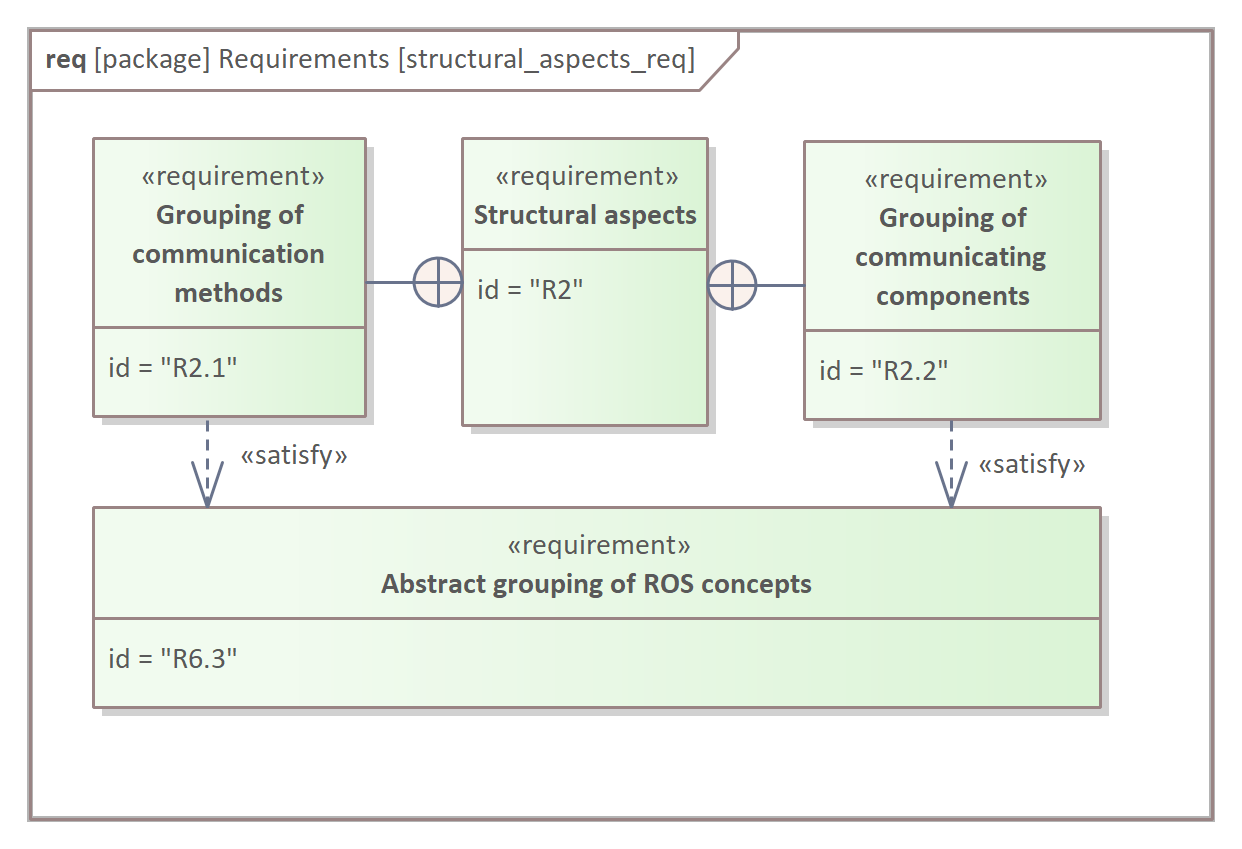 req [package] Requirements [structural_aspects_req]
«requirement»
Grouping of
communication
methods
id = "R2.1"
«requirement»
Structural aspects
id = "R2"
«requirement»
Grouping of
communicating
components
id = "R2.2"
«satisfy»
«satisfy»
«requirement»
Abstract grouping of ROS concepts
id = "R6.3"